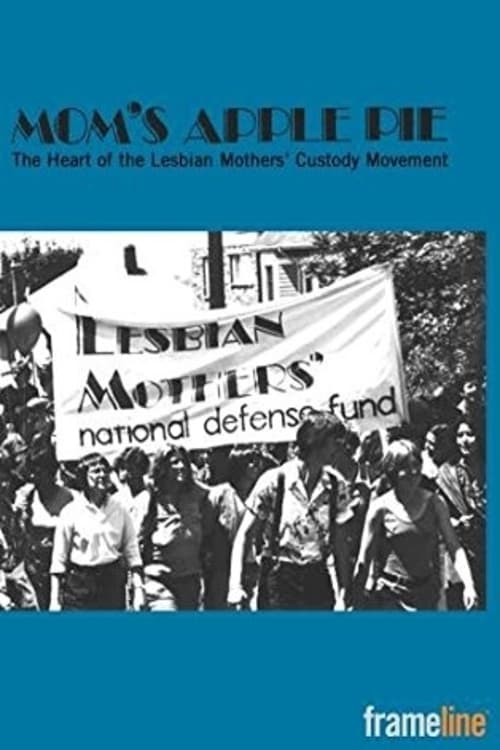 MOM'S APPLE PIE
The Heart of the Lesbian Mothers' Custody Movement
LESBIAN
MOTHERS'
national defense fund
frameline